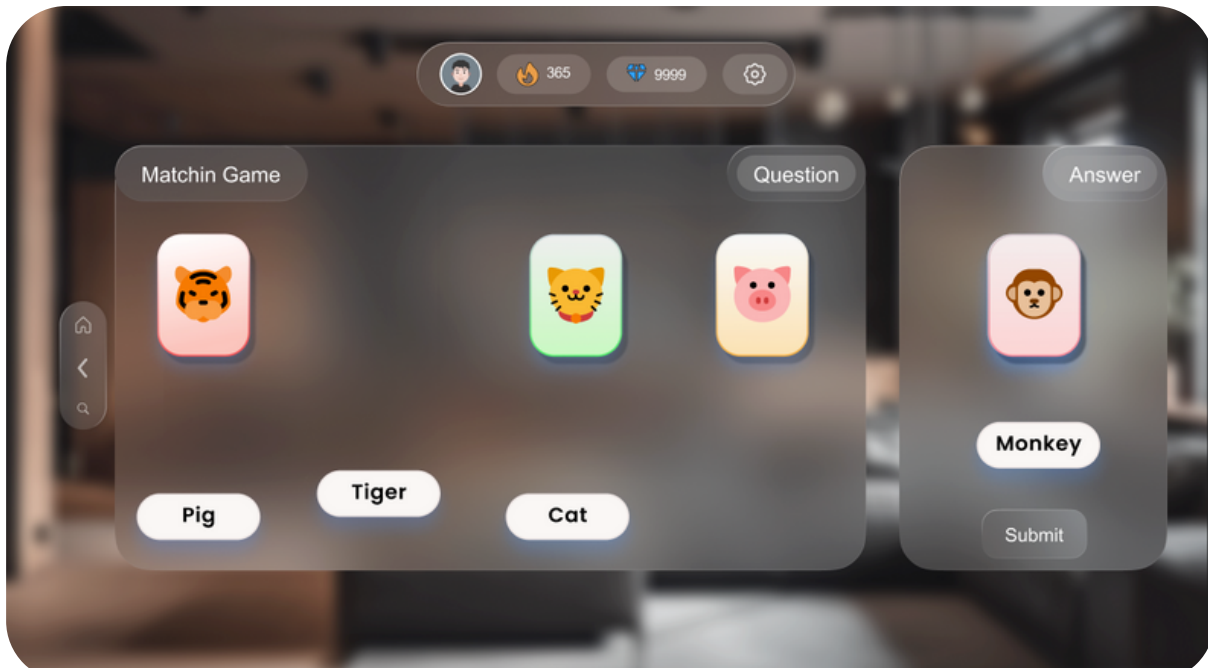 365
9999
Matchin Game
Question
Answer
Monkey
Tiger
Pig
Cat
Submit